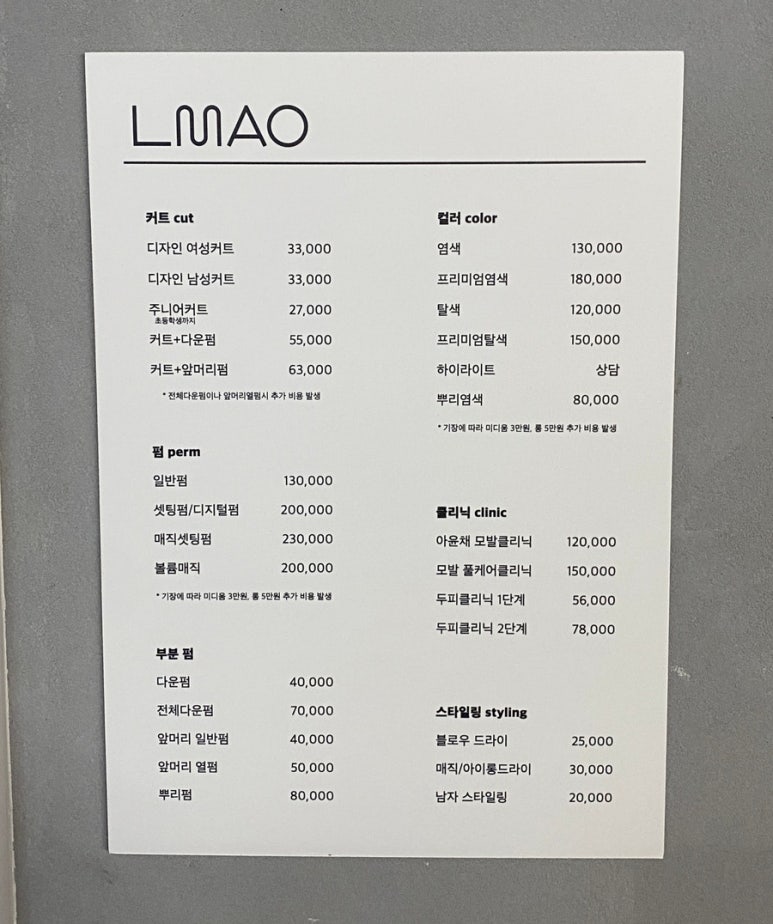 LMAO
커트 cut
디자인 여성커트 33,000
디자인 남성커트 33,000
주니어커트 27,000
초등학생까지
커트+다운펌 55,000
커트+앞머리펌 63,000
* 전체다운펌이나 앞머리열펌시 추가 비용 발생
펌 perm
일반펌 130,000
셋팅펌/디지털펌 200,000
매직셋팅펌 230,000
볼륨매직 200,000
* 기장에 따라 미디움 3만원, 롱 5만원 추가 비용 발생
부분 펌
다운펌 40,000
전체다운펌 70,000
앞머리 일반펌 40,000
앞머리 열펌 50,000
뿌리펌 80,000
컬러 color
염색 130,000
프리미엄염색 180,000
탈색 120,000
프리미엄탈색 150,000
하이라이트 상담
뿌리염색 80,000
* 기장에 따라 미디움 3만원, 롱 5만원 추가 비용 발생
클리닉 clinic
아윤채 모발클리닉 120,000
모발 풀케어클리닉 150,000
두피클리닉 1단계 56,000
두피클리닉 2단계 78,000
스타일링 styling
블로우 드라이 25,000
매직/아이롱드라이 30,000
남자 스타일링 20,000